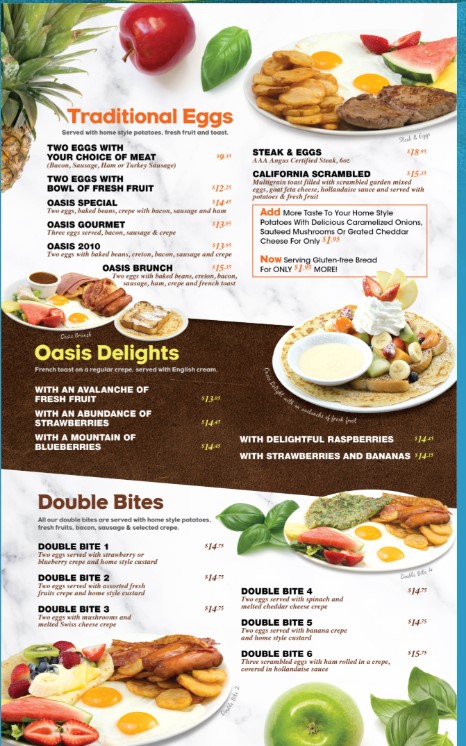 Traditional Eggs
Served with home style potatoes, fresh fruit and toast.
TWO EGGS WITH
YOUR CHOICE OF MEAT $9.35
(Bacon, Sausage, Ham or Turkey Sausage)
TWO EGGS WITH
BOWL OF FRESH FRUIT $12.25
OASIS SPECIAL $14.45
Two eggs, baked beans, crepe with bacon, sausage and ham
OASIS GOURMET $13.95
Three eggs served, bacon, sausage & crepe
OASIS 2010 $13.95
Two eggs with baked beans, creton, bacon, sausage and crepe
OASIS BRUNCH $15.35
Two eggs with baked beans, creton, bacon,
sausage, ham, crepe and french toast
Steak & Eggs
STEAK & EGGS $18.95
AAA Angus Certified Steak, 6oz
CALIFORNIA SCRAMBLED
Multigrain toast filled with scrambled garden mixed
eggs, goat feta cheese, hollandaise sauce and served with
potatoes & fresh fruit
Add More Taste To Your Home Style
Potatoes With Delicious Caramelized Onions,
Sauteed Mushrooms Or Grated Cheddar
Cheese For Only $1.95
Now Serving Gluten-free Bread
For ONLY $1.95 MORE!
Oasis Brunch
Oasis Delights
French toast on a regular crepe, served with English cream.
WITH AN AVALANCHE OF
FRESH FRUIT $13.95
WITH AN ABUNDANCE OF
STRAWBERRIES $14.45
WITH A MOUNTAIN OF
BLUEBERRIES $14.45
Oasis Delight with an avalanche of fresh fruit
WITH DELIGHTFUL RASPBERRIES $14.45
WITH STRAWBERRIES AND BANANAS $14.15
Double Bites
All our double bites are served with home style potatoes,
fresh fruits, bacon, sausage & selected crepe.
DOUBLE BITE 1 $14.75
Two eggs served with strawberry or
blueberry crepe and home style custard
DOUBLE BITE 2 $14.75
Two eggs served with assorted fresh
fruits crepe and home style custard
DOUBLE BITE 3 $14.75
Two eggs with mushrooms and
melted Swiss cheese crepe
Double Bite 4
DOUBLE BITE 4 $14.75
Two eggs served with spinach and
melted cheddar cheese crepe
DOUBLE BITE 5 $14.75
Two eggs served with banana crepe
and home style custard
DOUBLE BITE 6 $15.75
Three scrambled eggs with ham rolled in a crepe,
covered in hollandaise sauce
Double Bite 2